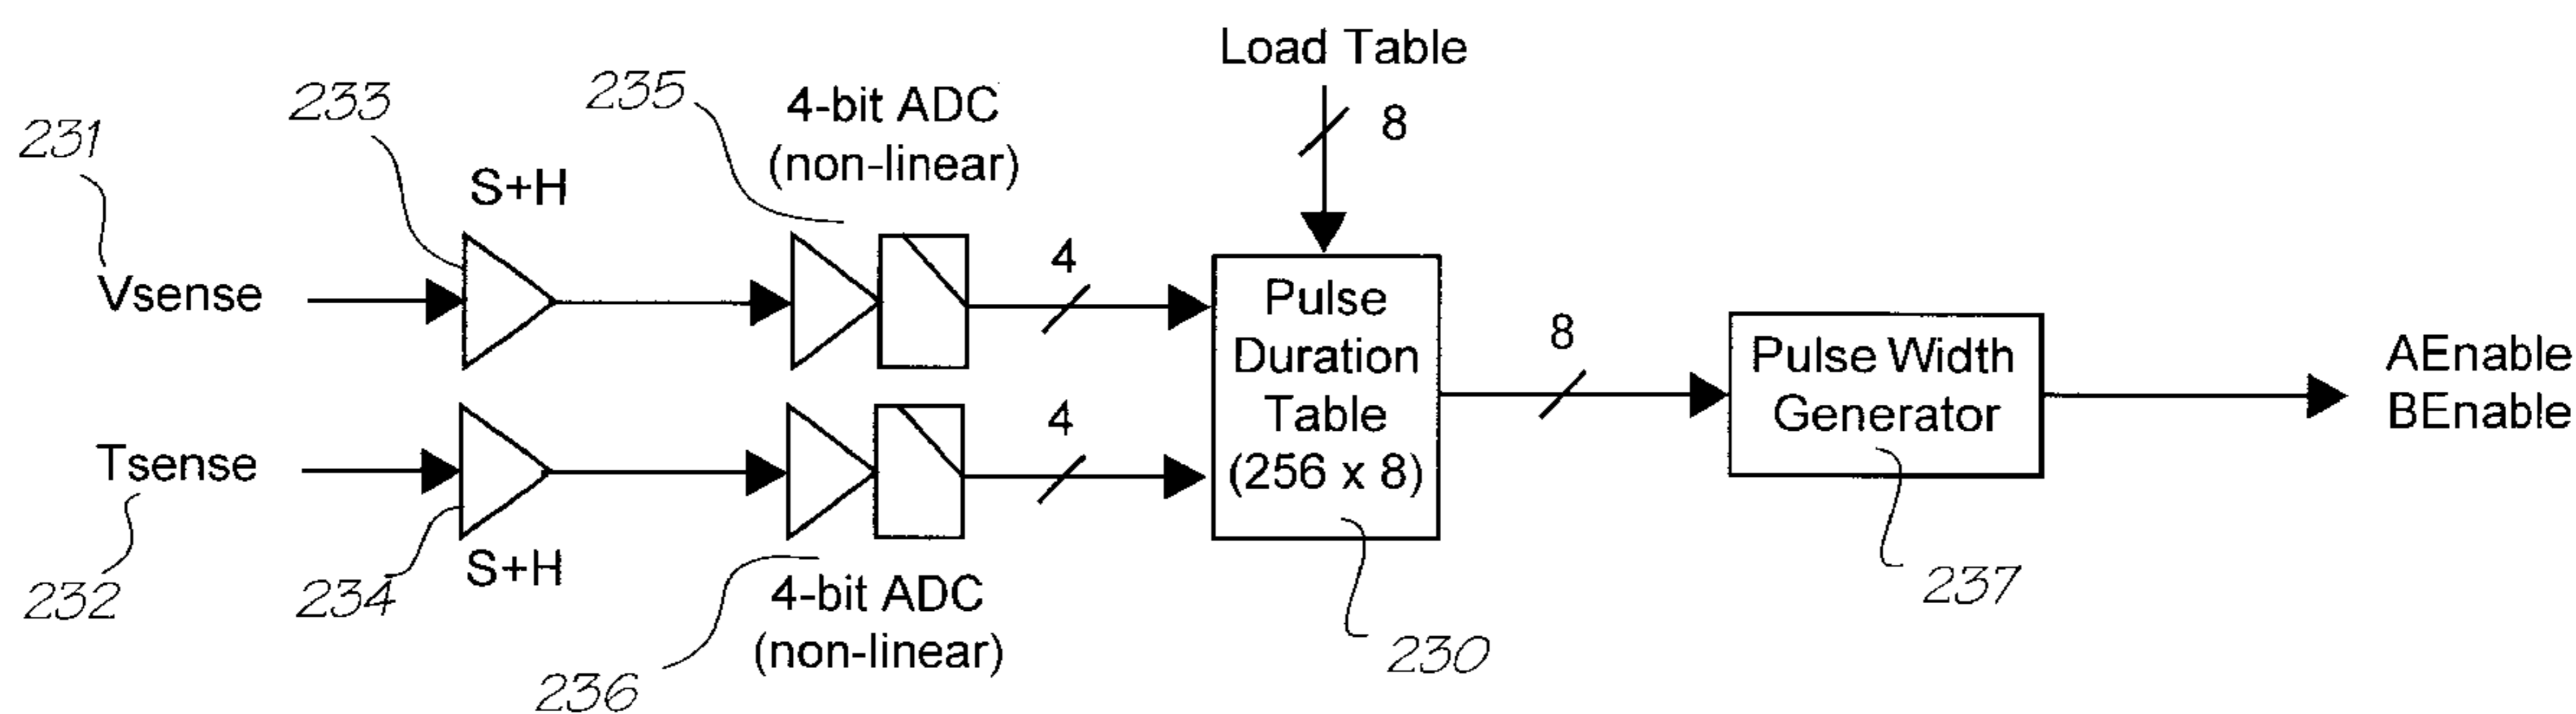 Load Table
8
231
233
235
4-bit ADC
(non-linear)
S+H
Vsense
4
Pulse
Duration
Table
(256 x 8)
8
Pulse Width
Generator
AEnable
BEnable
Tsense
4
232
234
S+H
236
4-bit ADC
(non-linear)
230
237